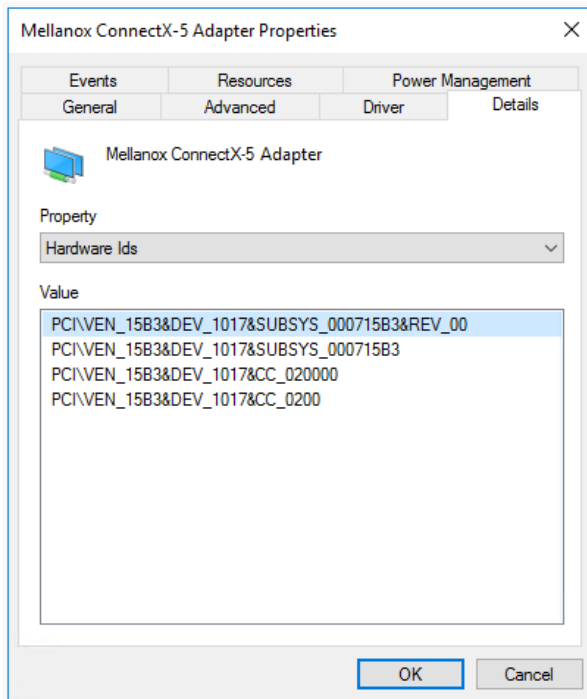 Mellanox ConnectX-5 Adapter Properties
Events Resources Power Management
General Advanced Driver Details
Mellanox ConnectX-5 Adapter
Property
Hardware Ids
Value
PCI\VEN_15B3&DEV_1017&SUBSYS_000715B3&REV_00
PCI\VEN_15B3&DEV_1017&SUBSYS_000715B3
PCI\VEN_15B3&DEV_1017&CC_020000
PCI\VEN_15B3&DEV_1017&CC_0200
OK Cancel